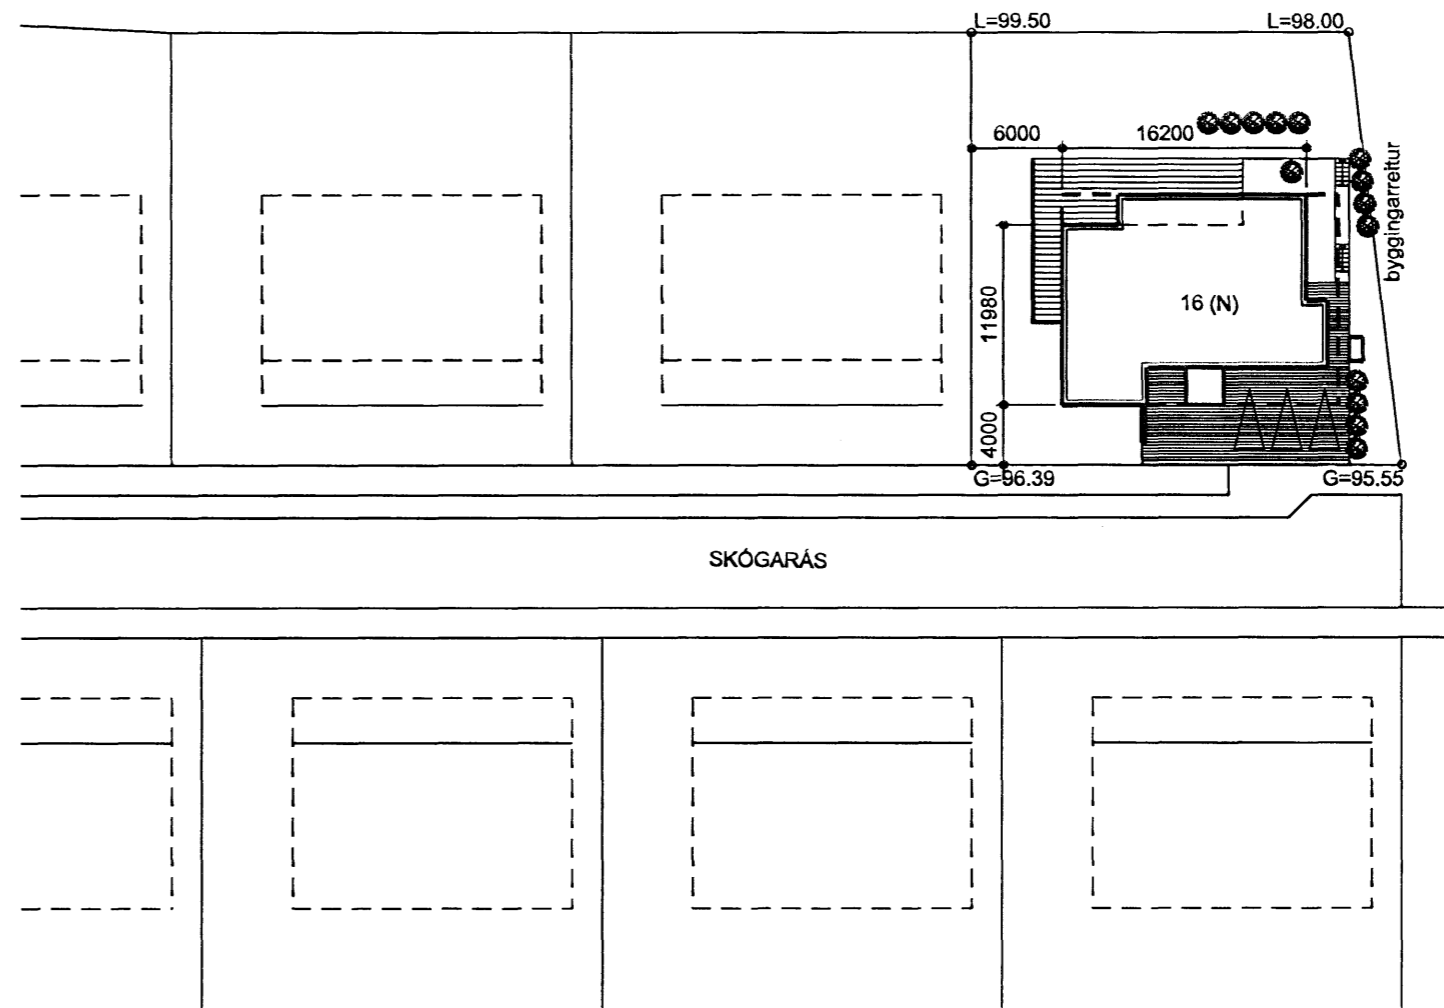 L=99.50
L=98.00
6000
16200
byggingarreitur
11980
16 (N)
4000
G=96.39
G=95.55
SKÓGARÁS